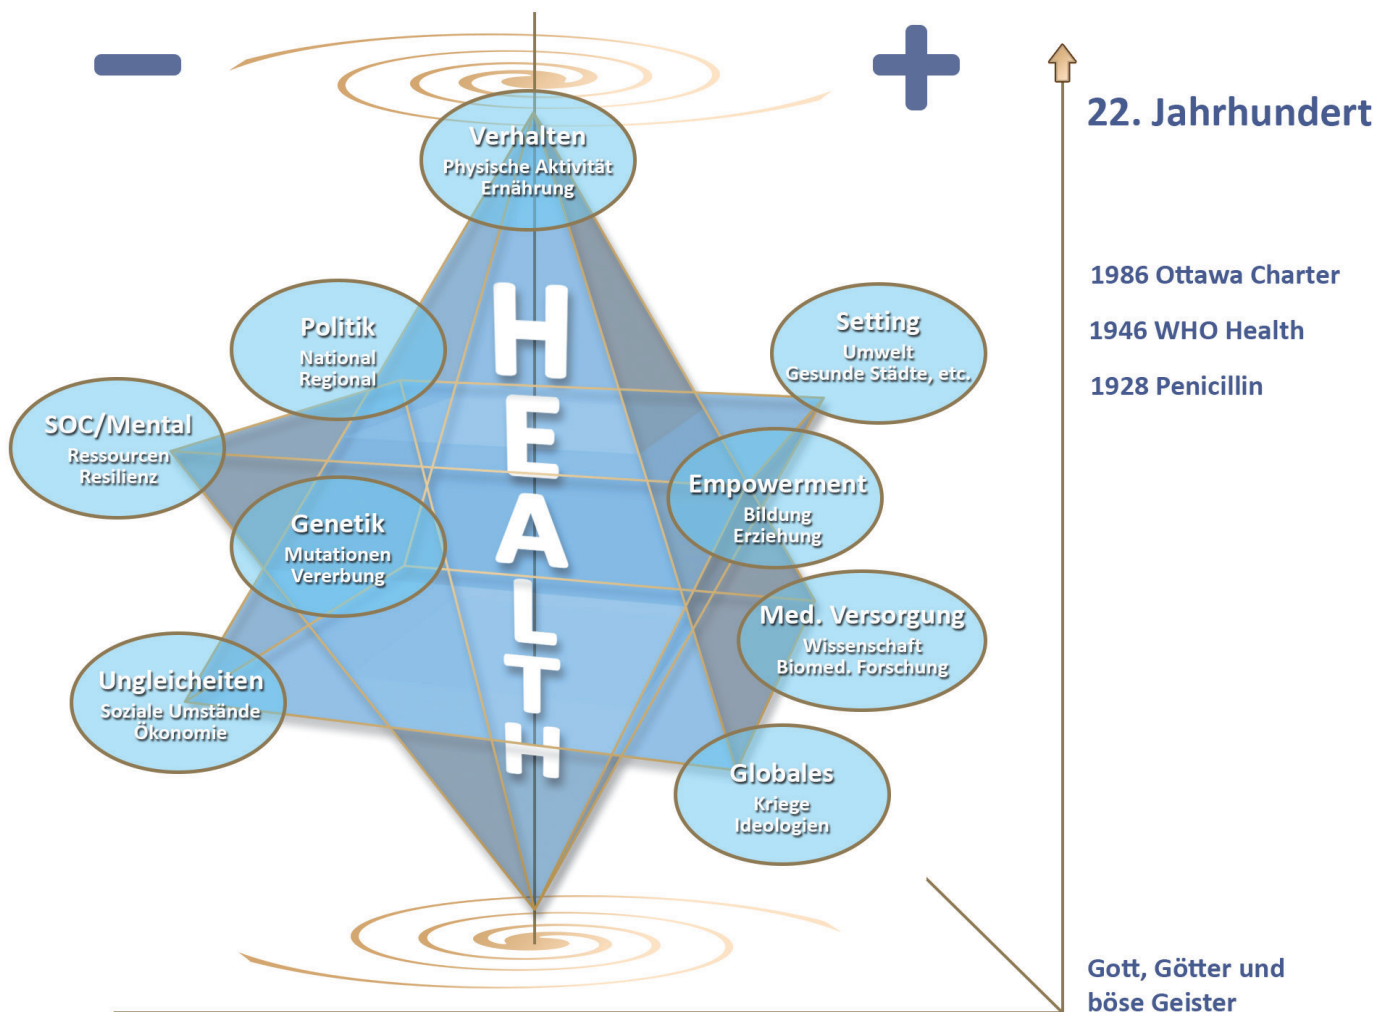 22. Jahrhundert
Verhalten
Physische Aktivität
Ernährung
1986 Ottawa Charter
1946 WHO Health
1928 Penicillin
Politik
National
Regional
Setting
Umwelt
Gesunde Städte, etc.
SOC/Mental
Ressourcen
Resilienz
HEALTH
Empowerment
Bildung
Erziehung
Genetik
Mutationen
Vererbung
Med. Versorgung
Wissenschaft
Biomed. Forschung
Ungleicheiten
Soziale Umstände
Ökonomie
Globales
Kriege
Ideologien
Gott, Götter und
böse Geister